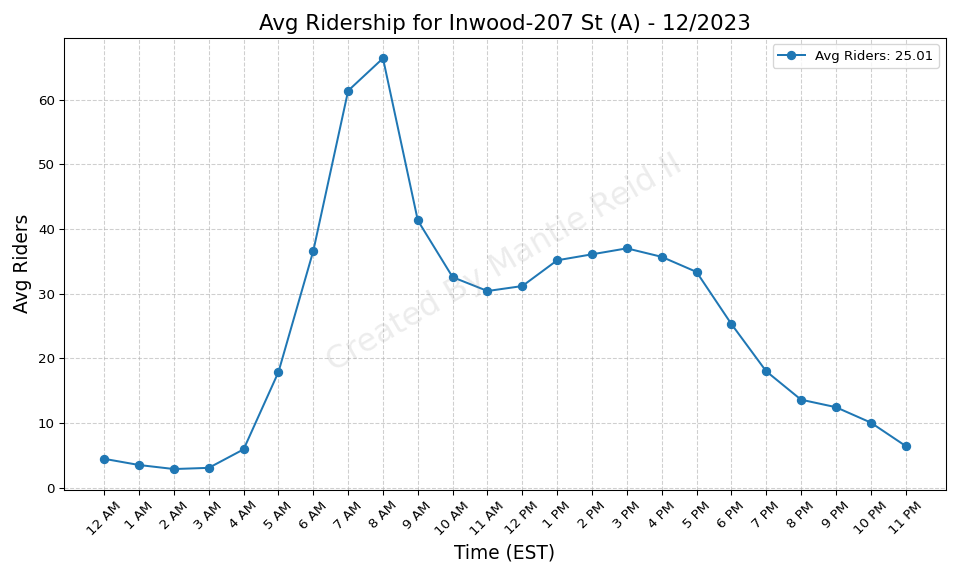 Avg Ridership for Inwood-207 St (A) - 12/2023
Avg Riders: 25.01
Avg Riders
60
50
40
30
20
10
0
Created By Mantie Reid II
12 AM
1 AM
2 AM
3 AM
4 AM
5 AM
6 AM
7 AM
8 AM
9 AM
10 AM
11 AM
12 PM
1 PM
2 PM
3 PM
4 PM
5 PM
6 PM
7 PM
8 PM
9 PM
10 PM
11 PM
Time (EST)